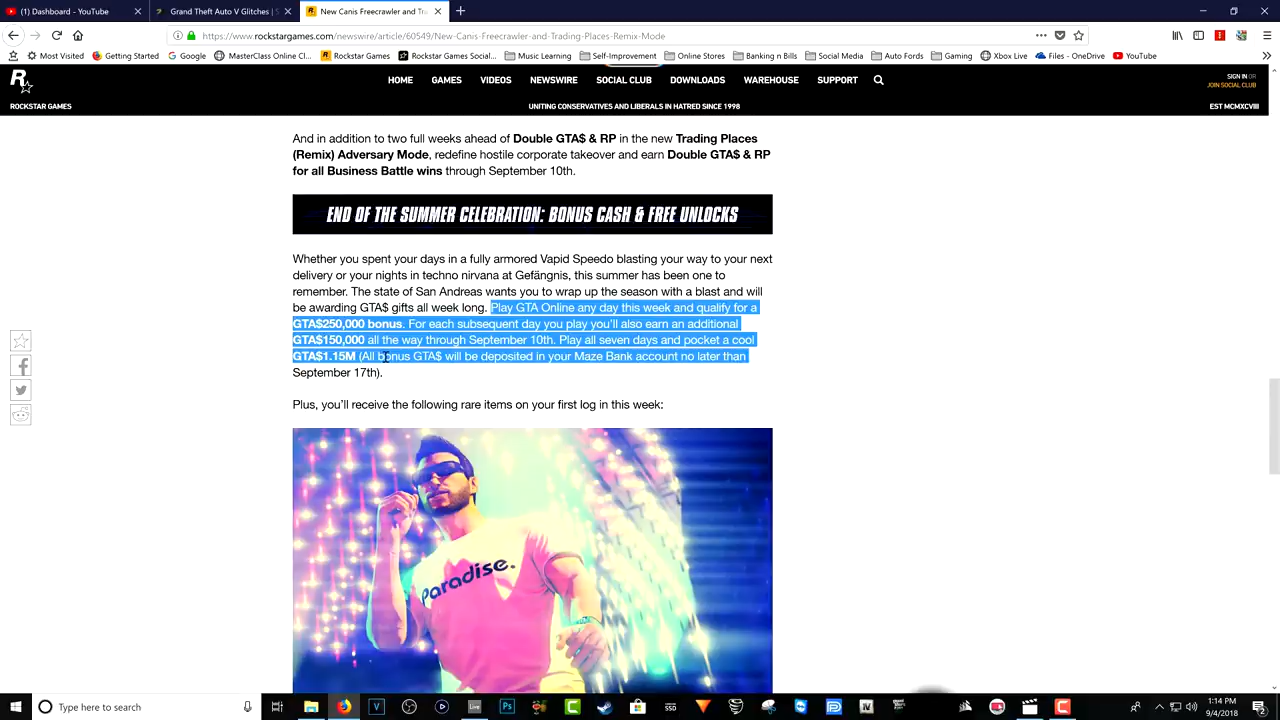 2018 on YouTube - YouTube
Grand Theft Auto V Glitches | S
New Canis Freecrawler and Tra
https://www.rockstargames.com/newswire/article/60549/New-Canis-Freecrawler-and-Trading-Places-Remix-Mode
Most Visited
Getting Started
Google
MasterClass Online Cl...
Rockstar Games
Rockstar Games Social...
Music Learning
Self-Improvement
Online Stores
Banking n Bills
Social Media
Auto Fords
Gaming
Xbox Live
Files - OneDrive
YouTube
HOME GAMES VIDEOS NEWSWIRE SOCIAL CLUB DOWNLOADS WAREHOUSE SUPPORT
SIGN IN OR
JOIN SOCIAL CLUB
ROCKSTAR GAMES
UNITING CONSERVATIVES AND LIBERALS IN HATRED SINCE 1998
EST MCMXCVIII
And in addition to two full weeks ahead of Double GTA$ & RP in the new Trading Places
(Remix) Adversary Mode, redefine hostile corporate takeover and earn Double GTA$ & RP
for all Business Battle wins through September 10th.
END OF THE SUMMER CELEBRATION: BONUS CASH & FREE UNLOCKS
Whether you spent your days in a fully armored Vapid Speedo blasting your way to your next
delivery or your nights in techno nirvana at Gefängnis, this summer has been one to
remember. The state of San Andreas wants you to wrap up the season with a blast and will
be awarding GTA$ gifts all week long. Play GTA Online any day this week and qualify for a
GTA$250,000 bonus. For each subsequent day you play you'll also earn an additional
GTA$150,000 all the way through September 10th. Play all seven days and pocket a cool
GTA$1.15M (All bonus GTA$ will be deposited in your Maze Bank account no later than
September 17th).
Plus, you'll receive the following rare items on your first log in this week:
Paradise.
Type here to search
1:14 PM
9/4/2018